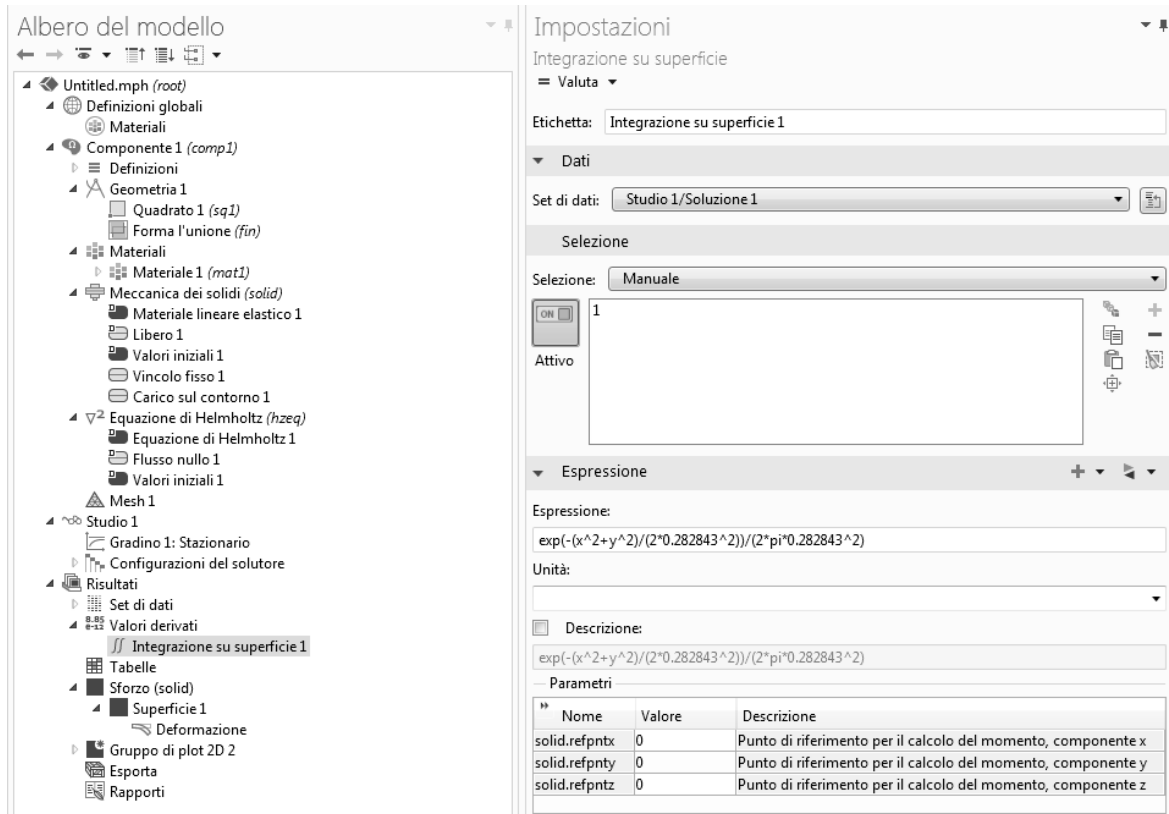 Albero del modello
Untitled.mph (root)
Definizioni globali
Materiali
Componente 1 (comp1)
Definizioni
Geometria 1
Quadrato 1 (sq1)
Forma l'unione (fin)
Materiali
Materiale 1 (mat1)
Meccanica dei solidi (solid)
Materiale lineare elastico 1
Libero 1
Valori iniziali 1
Vincolo fisso 1
Carico sul contorno 1
∇² Equazione di Helmholtz (hzeq)
Equazione di Helmholtz 1
Flusso nullo 1
Valori iniziali 1
Mesh 1
Studio 1
Gradino 1: Stazionario
Configurazioni del solutore
Risultati
Set di dati
8.85 e-12 Valori derivati
∬ Integrazione su superficie 1
Tabelle
Sforzo (solid)
Superficie 1
Deformazione
Gruppo di plot 2D 2
Esporta
Rapporti
Impostazioni
Integrazione su superficie
= Valuta
Etichetta: Integrazione su superficie 1
Dati
Set di dati: Studio 1/Soluzione 1
Selezione
Selezione: Manuale
ON 1
Attivo
Espressione
Espressione:
exp(-(x^2+y^2)/(2*0.282843^2))/(2*pi*0.282843^2)
Unità:
Descrizione:
exp(-(x^2+y^2)/(2*0.282843^2))/(2*pi*0.282843^2)
Parametri
Nome Valore Descrizione
solid.refpntx 0 Punto di riferimento per il calcolo del momento, componente x
solid.refpnty 0 Punto di riferimento per il calcolo del momento, componente y
solid.refpntz 0 Punto di riferimento per il calcolo del momento, componente z